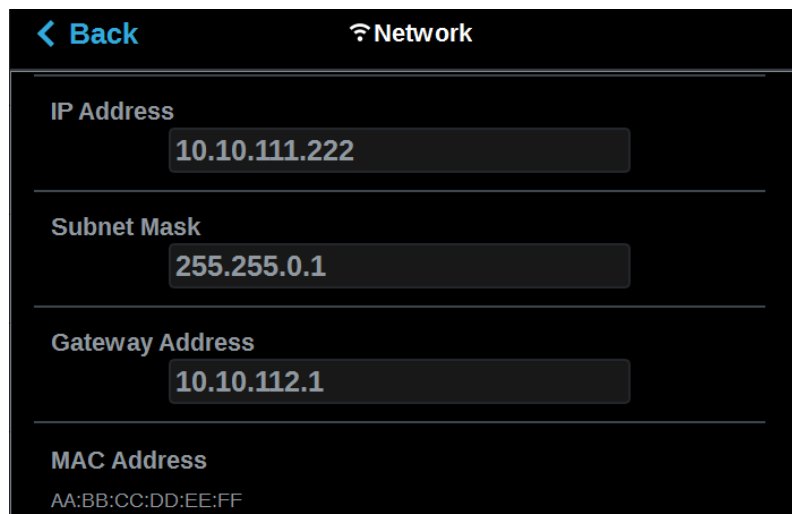 Back
Network
IP Address
10.10.111.222
Subnet Mask
255.255.0.1
Gateway Address
10.10.112.1
MAC Address
AA:BB:CC:DD:EE:FF